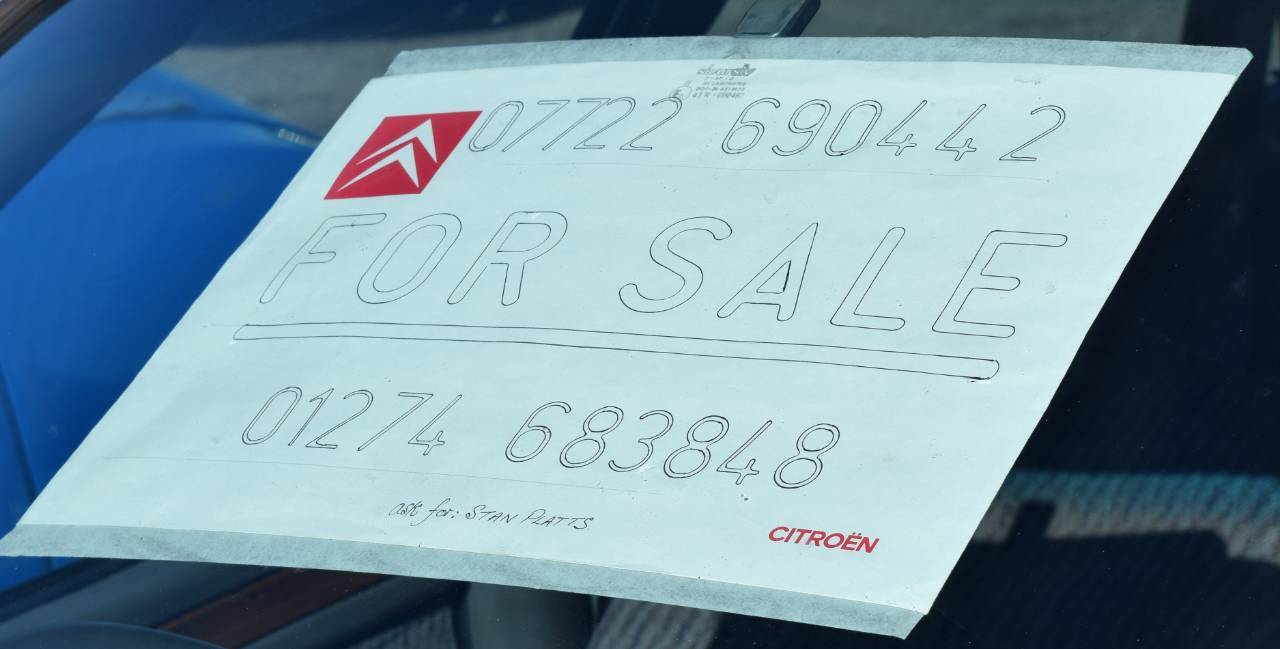 07722 690442
FOR SALE
01274 683848
ask for: STAN PLATTS
CITROËN